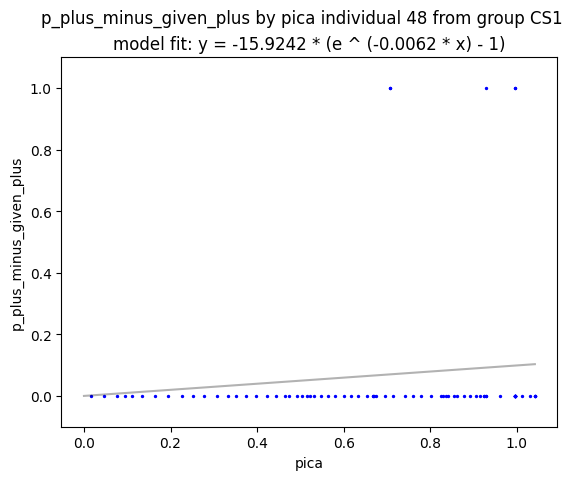 p_plus_minus_given_plus by pica individual 48 from group CS1
model fit: y = -15.9242 * (e ^ (-0.0062 * x) - 1)
1.0
0.8
0.6
0.4
0.2
0.0
p_plus_minus_given_plus
0.0 0.2 0.4 0.6 0.8 1.0
pica